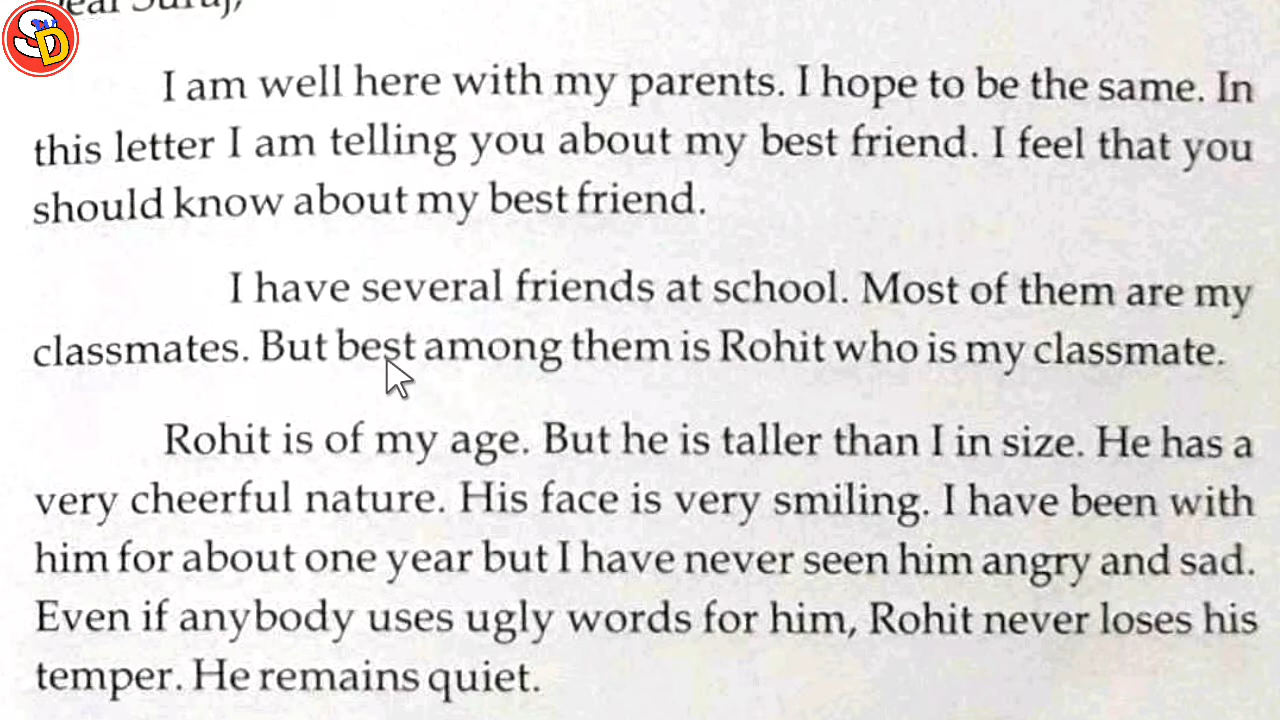 SD
Suraj,
I am well here with my parents. I hope to be the same. In
this letter I am telling you about my best friend. I feel that you
should know about my best friend.
I have several friends at school. Most of them are my
classmates. But best among them is Rohit who is my classmate.
Rohit is of my age. But he is taller than I in size. He has a
very cheerful nature. His face is very smiling. I have been with
him for about one year but I have never seen him angry and sad.
Even if anybody uses ugly words for him, Rohit never loses his
temper. He remains quiet.